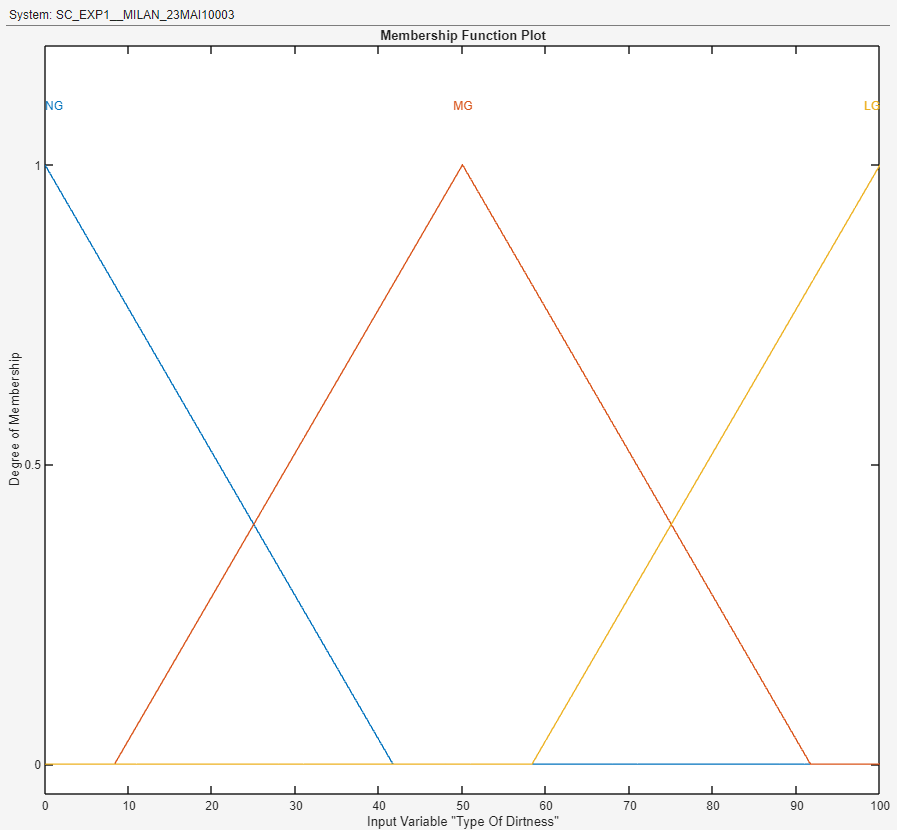 System: SC_EXP1__MILAN_23MAI10003
Membership Function Plot
NG MG LG
1
0.5
0
Degree of Membership
0 10 20 30 40 50 60 70 80 90 100
Input Variable "Type Of Dirtness"